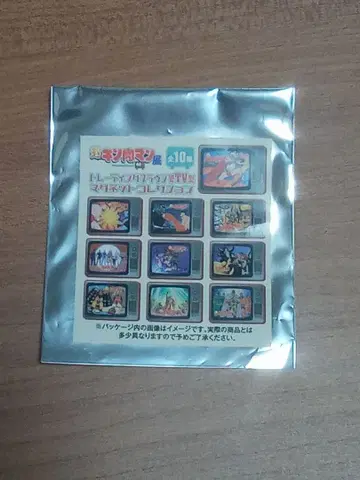 キン肉マン展 全10種
トレーディングブラウン管TV型
マグネットコレクション
※パッケージ内の画像はイメージです。実際の商品とは
多少異なりますので予めご了承ください。